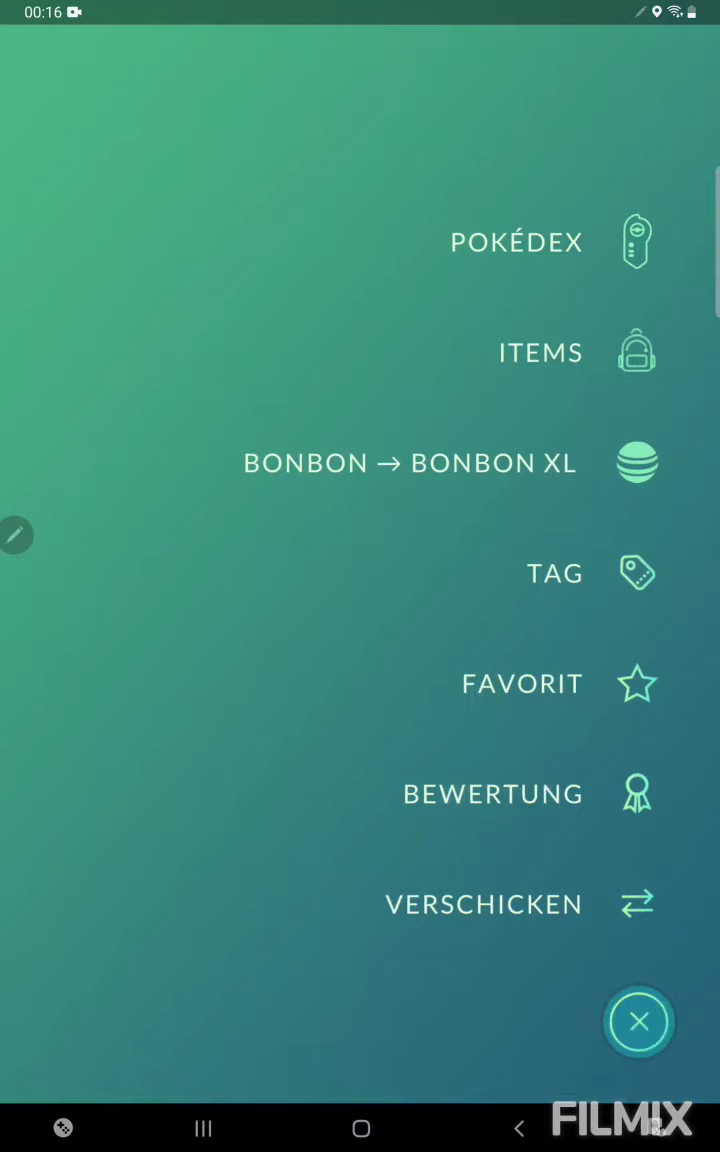 00:16
POKÉDEX
ITEMS
BONBON → BONBON XL
TAG
FAVORIT
BEWERTUNG
VERSCHICKEN
FILMIX